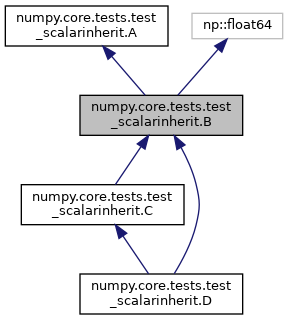 numpy.core.tests.test
_scalarinherit.A
np::float64
numpy.core.tests.test
_scalarinherit.B
numpy.core.tests.test
_scalarinherit.C
numpy.core.tests.test
_scalarinherit.D